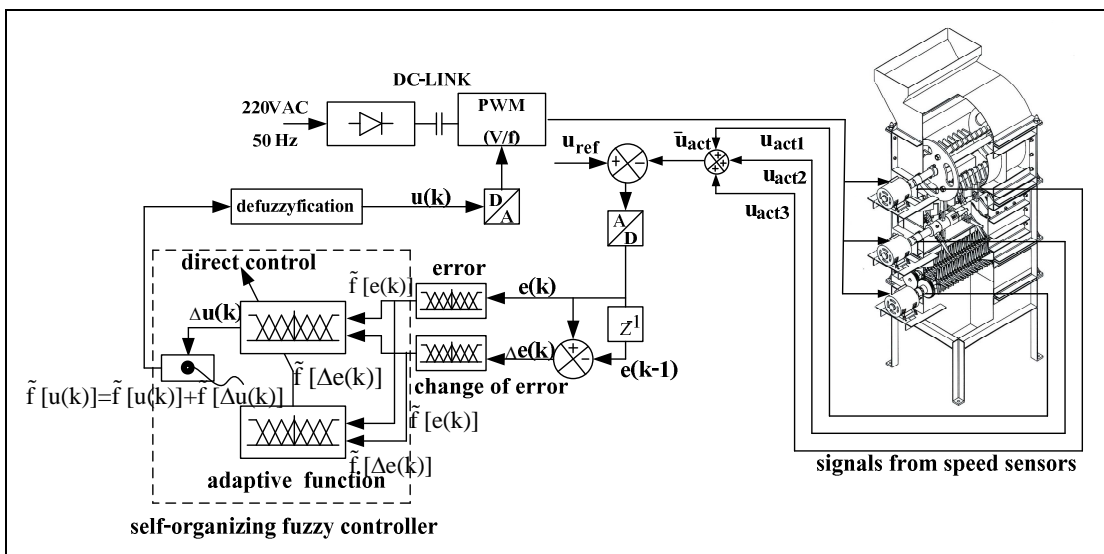 DC-LINK
220VAC
50 Hz
PWM
(V/f)
u_ref
ū_act
u_act1
u_act2
u_act3
+ −
+ + +
defuzzyfication
u(k)
D/A
A/D
direct control
error
f̃ [e(k)]
e(k)
Δu(k)
Z¹
+ −
Δe(k)
e(k-1)
f̃ [Δe(k)]
change of error
f̃ [u(k)]=f̃ [u(k)]+f̃ [Δu(k)]
f̃ [e(k)]
f̃ [Δe(k)]
adaptive function
signals from speed sensors
self-organizing fuzzy controller